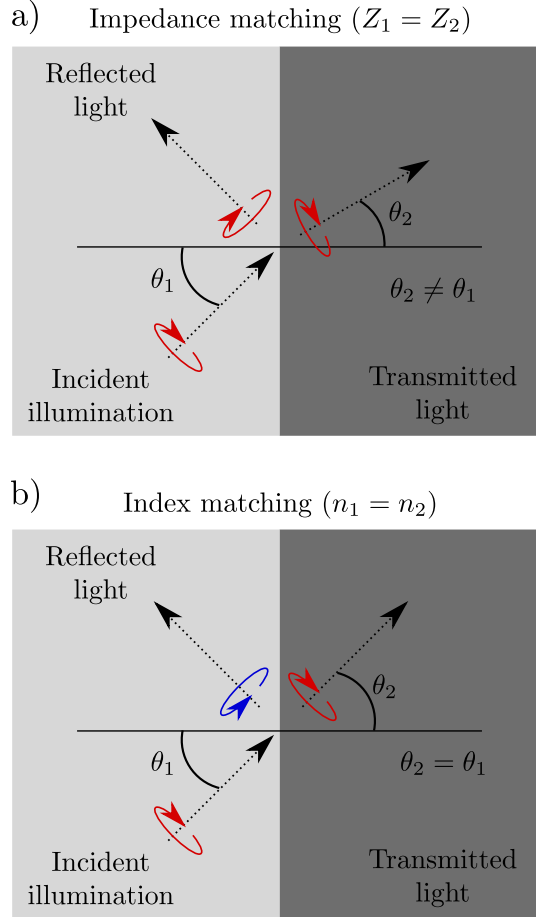 a)
Impedance matching (Z₁ = Z₂)
Reflected
light
θ₂
θ₁
θ₂ ≠ θ₁
Incident
illumination
Transmitted
light
b)
Index matching (n₁ = n₂)
Reflected
light
θ₂
θ₁
θ₂ = θ₁
Incident
illumination
Transmitted
light